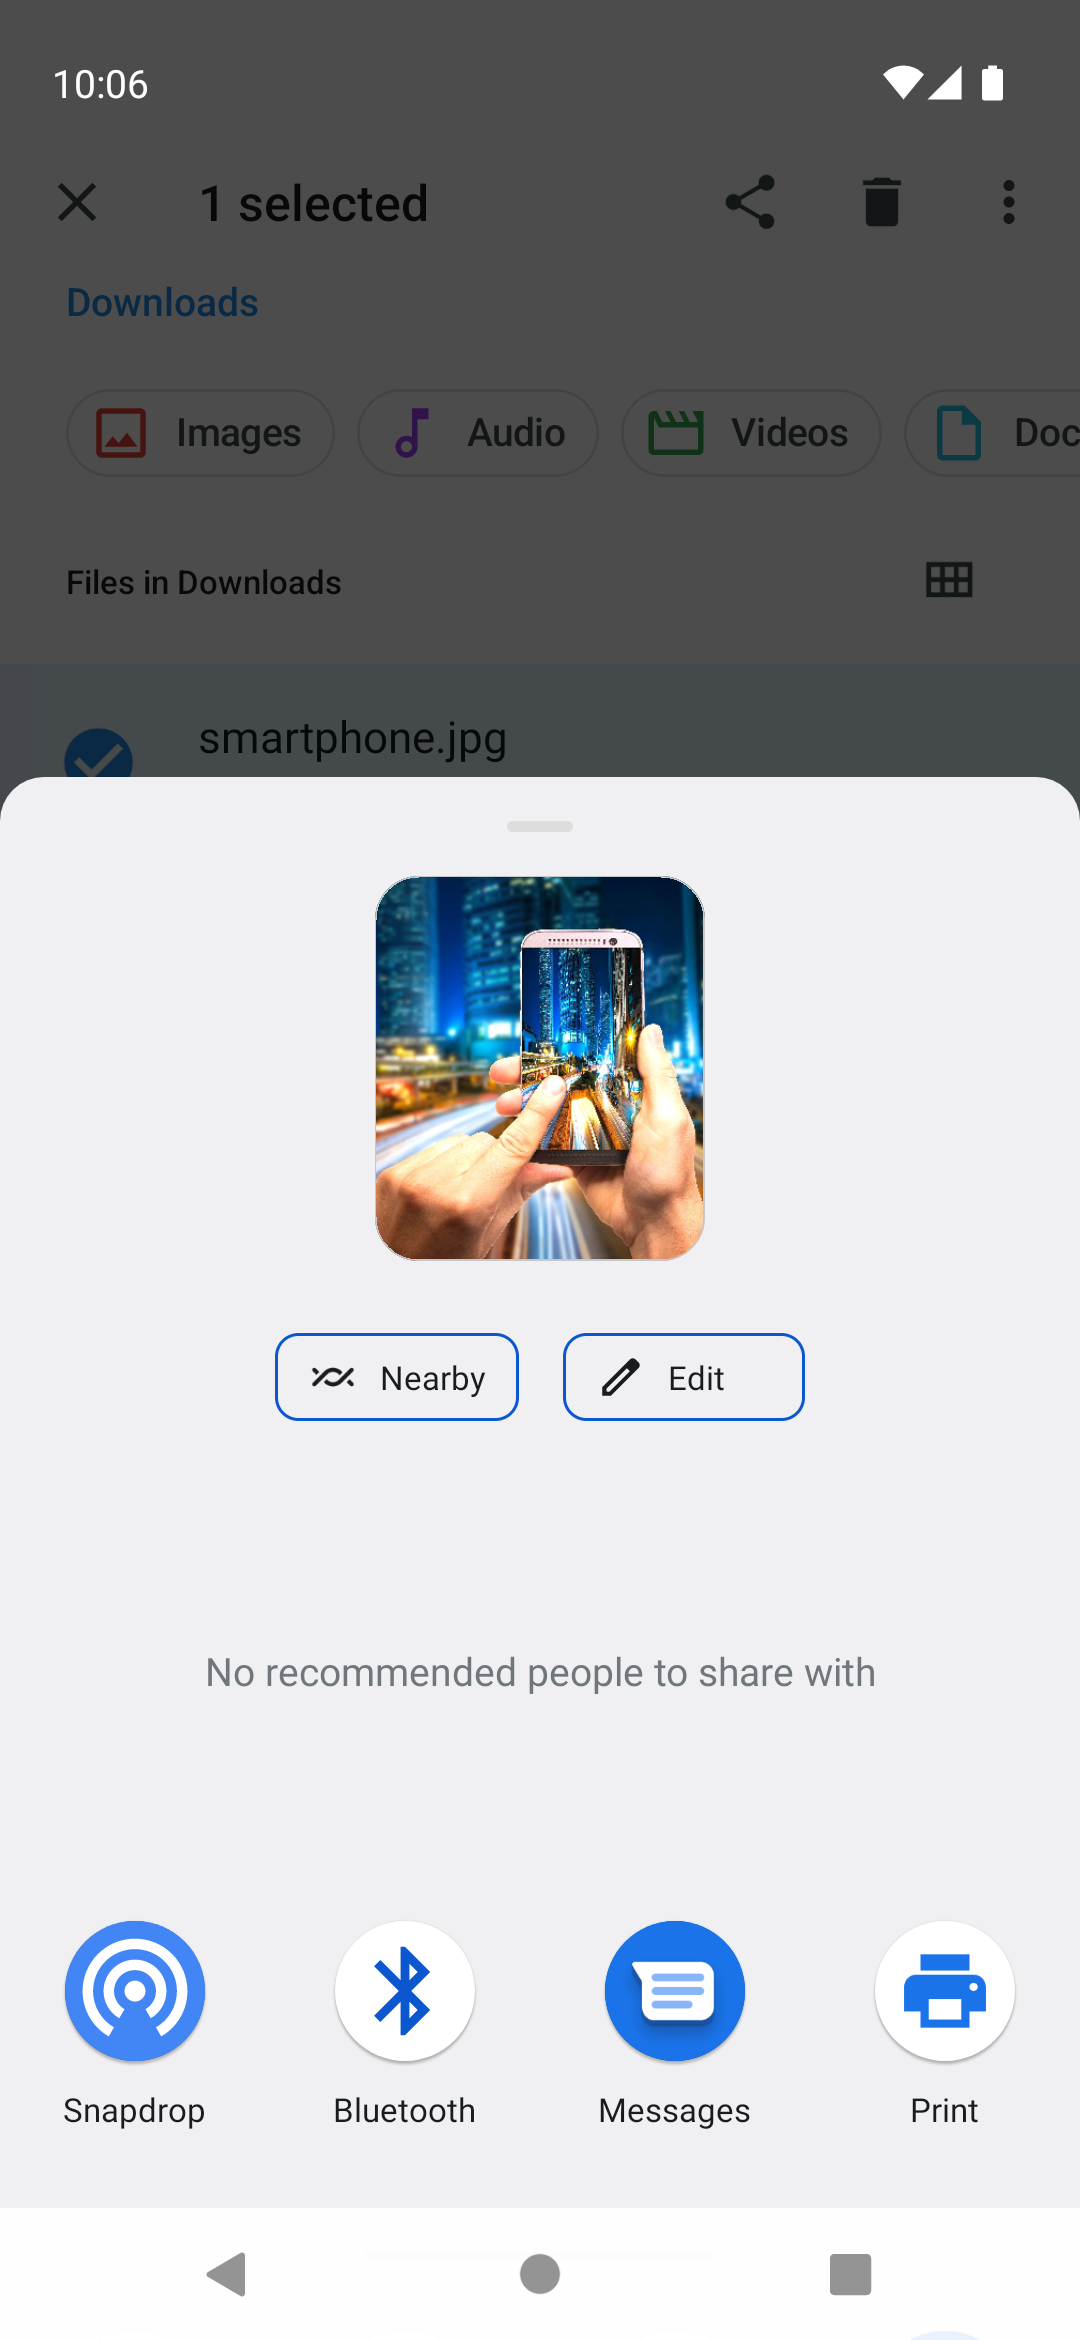 10:06
1 selected
Downloads
Images
Audio
Videos
Doc
Files in Downloads
smartphone.jpg
Nearby
Edit
No recommended people to share with
Snapdrop
Bluetooth
Messages
Print